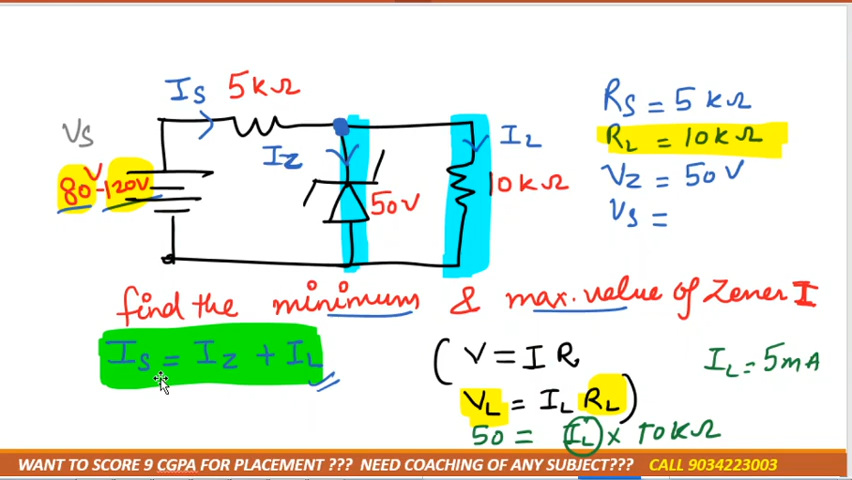 Is 5kΩ
Vs
80V-120V
Iz
50V
IL
10kΩ
Rs = 5 kΩ
RL = 10kΩ
Vz = 50 V
Vs =
find the minimum & max. value of Zener I
Is = Iz + IL
(V = I R
VL = IL RL)
50 = IL × 10kΩ
IL = 5mA
WANT TO SCORE 9 CGPA FOR PLACEMENT ??? NEED COACHING OF ANY SUBJECT??? CALL 9034223003